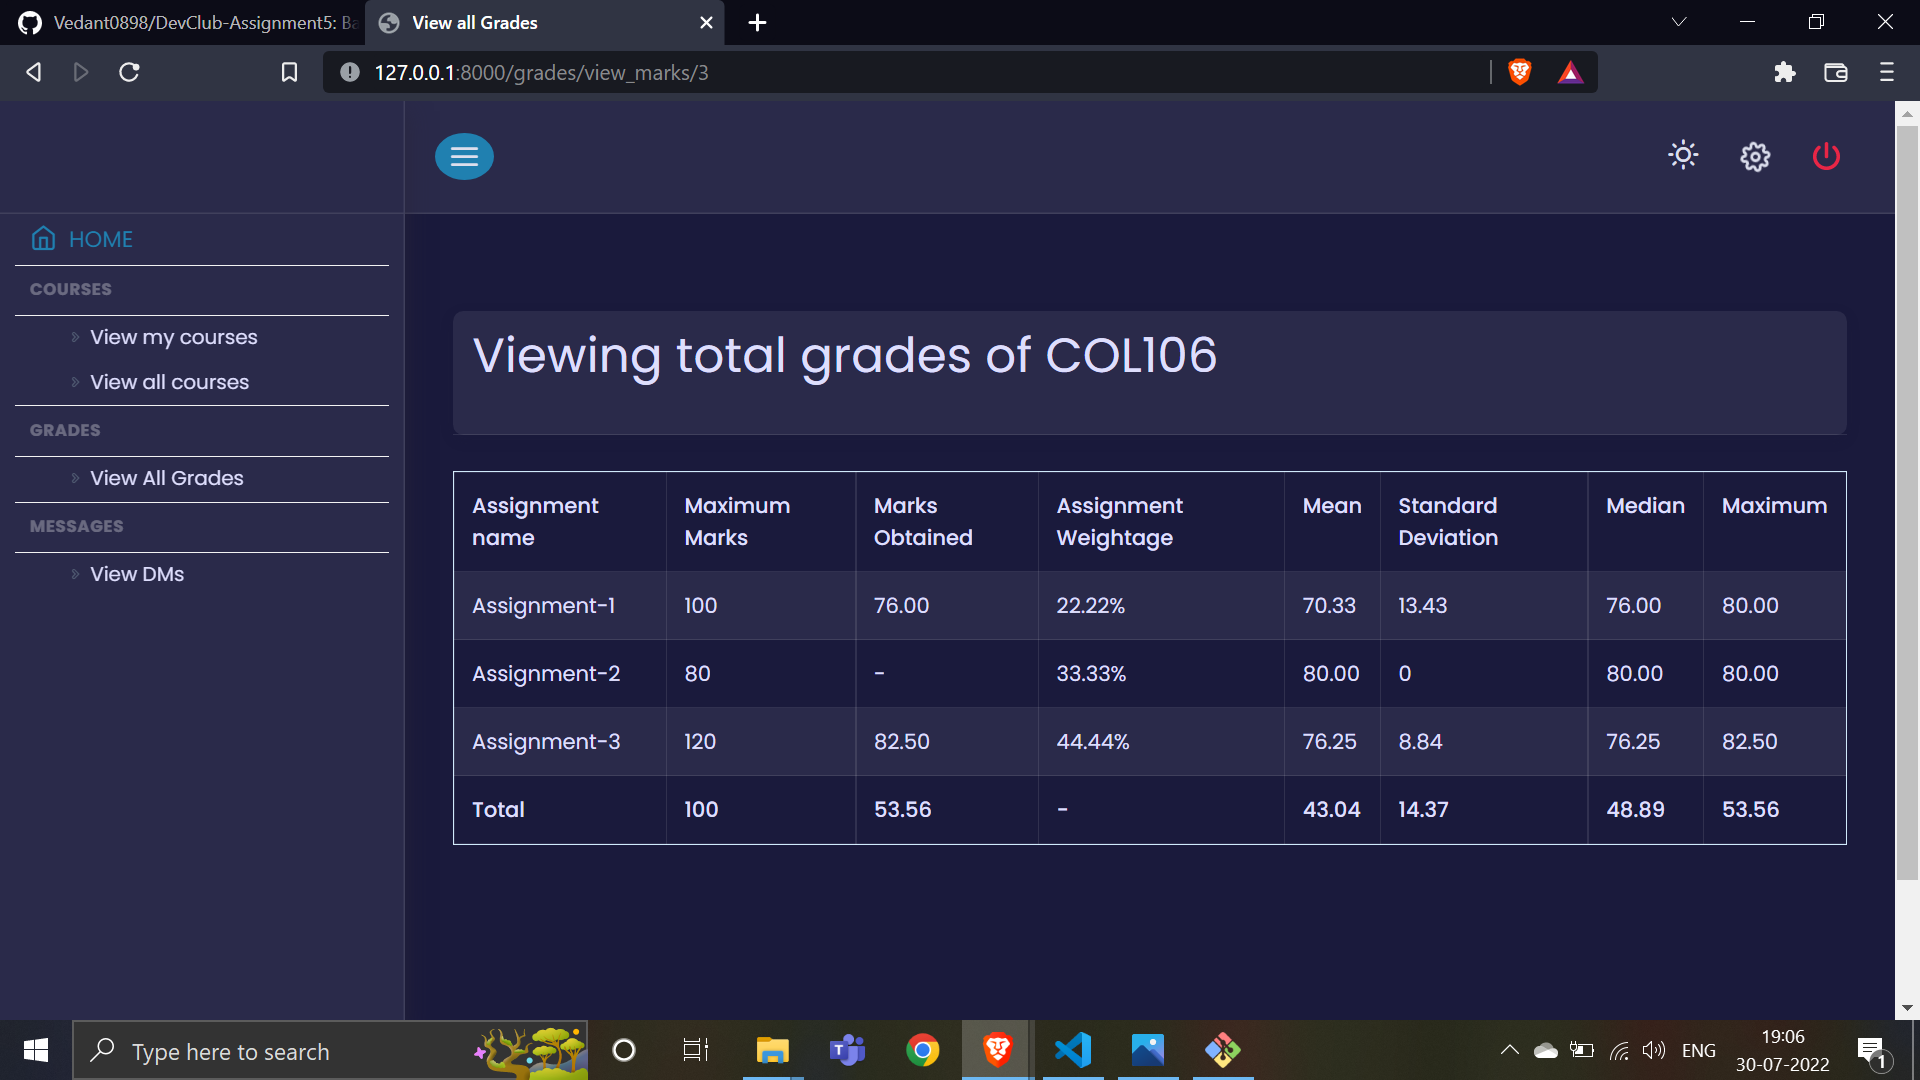 Vedant0898/DevClub-Assignment5: Ba
View all Grades
127.0.0.1:8000/grades/view_marks/3
HOME
COURSES
View my courses
View all courses
GRADES
View All Grades
MESSAGES
View DMs
Viewing total grades of COL106
Assignment name Maximum Marks Marks Obtained Assignment Weightage Mean Standard Deviation Median Maximum
Assignment-1 100 76.00 22.22% 70.33 13.43 76.00 80.00
Assignment-2 80 - 33.33% 80.00 0 80.00 80.00
Assignment-3 120 82.50 44.44% 76.25 8.84 76.25 82.50
Total 100 53.56 - 43.04 14.37 48.89 53.56
Type here to search
ENG
19:06
30-07-2022
1